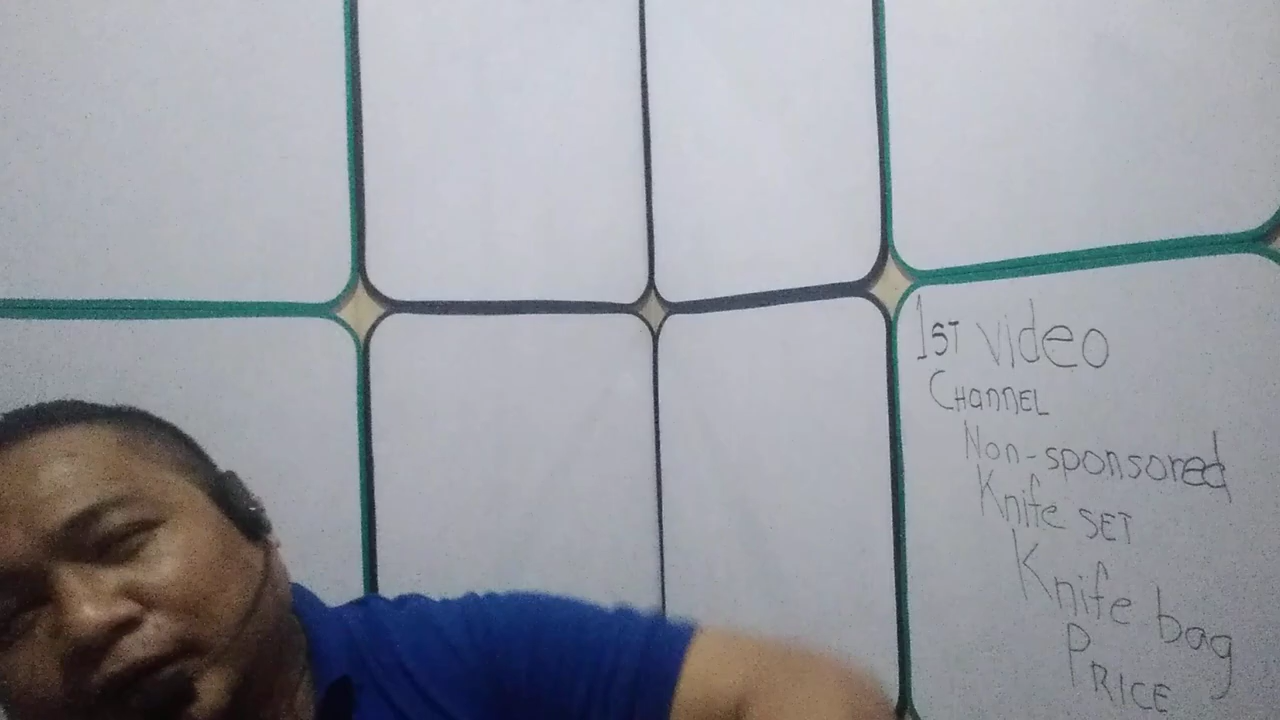 1ST video
CHanneL
Non-sponsored
Knife SET
Knife bag
PRICE